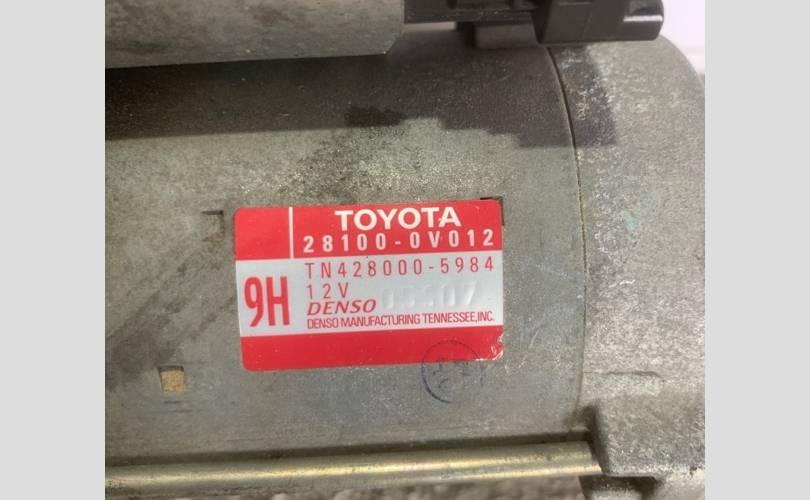 TOYOTA
28100-0V012
TN428000-5984
9H
12V
DENSO
DENSO MANUFACTURING TENNESSEE,INC.